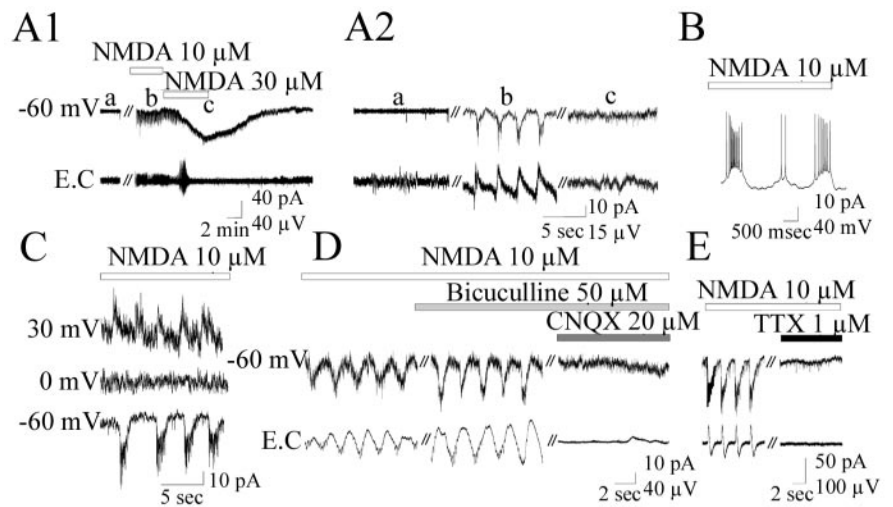 A1
NMDA 10 µM
NMDA 30 µM
a // b c
-60 mV
E.C //
40 pA
2 min 40 µV
A2
a // b // c
// //
10 pA
5 sec 15 µV
B
NMDA 10 µM
10 pA
500 msec 40 mV
C
NMDA 10 µM
30 mV
0 mV
-60 mV
10 pA
5 sec
D
NMDA 10 µM
Bicuculline 50 µM
CNQX 20 µM
-60 mV // //
E.C // //
10 pA
2 sec 40 µV
E
NMDA 10 µM
TTX 1 µM
//
//
50 pA
2 sec 100 µV